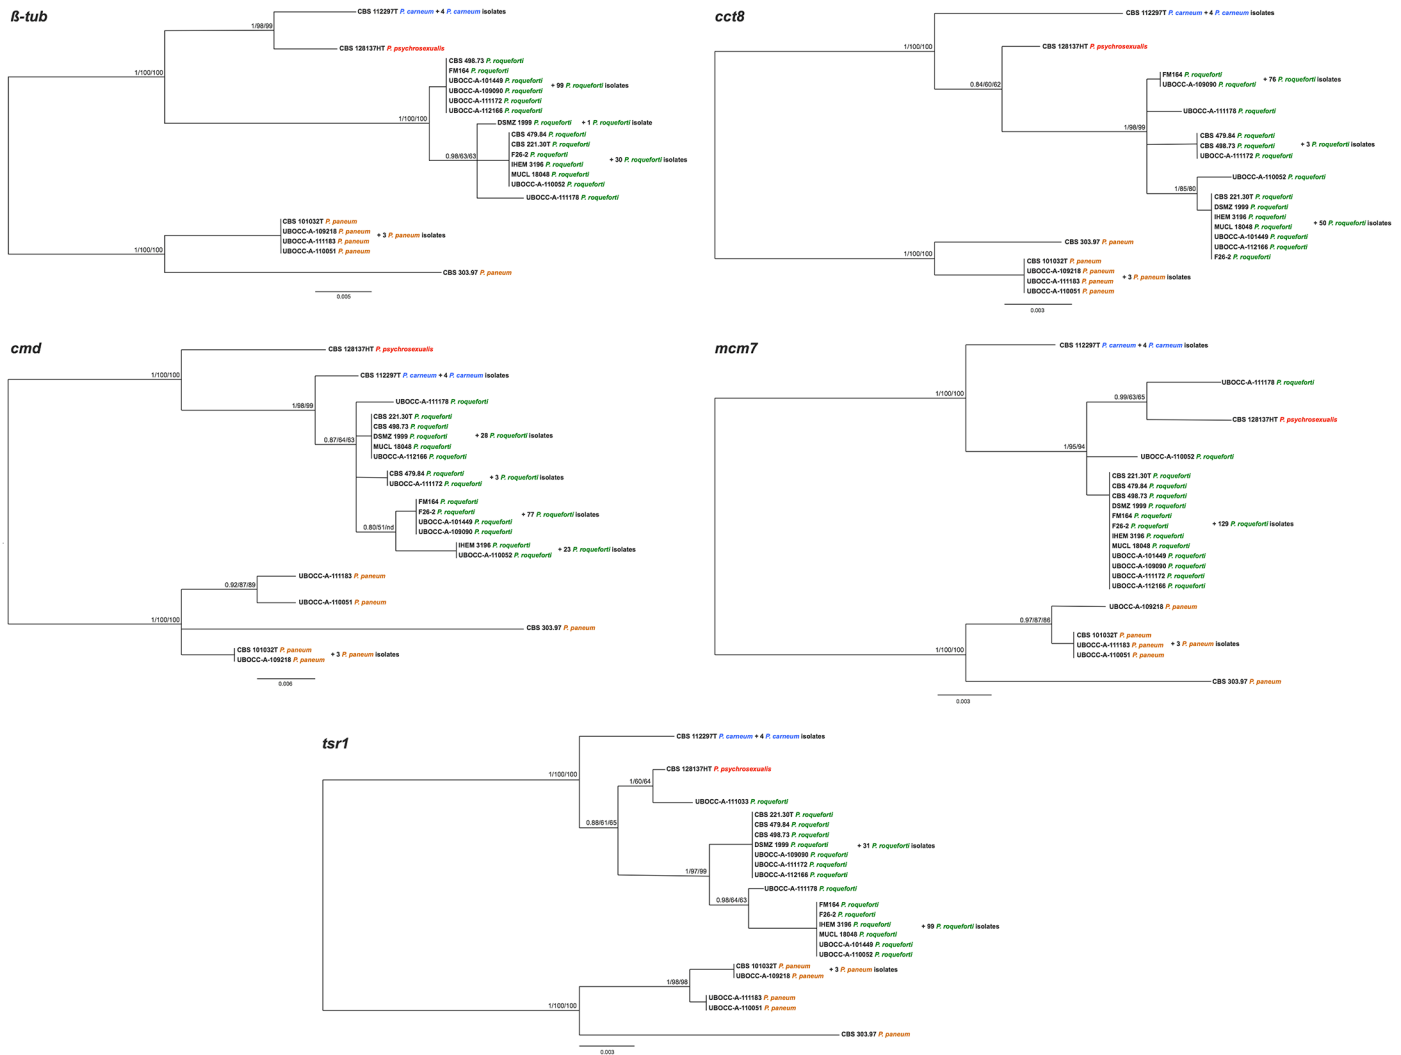 ß-tub
CBS 112297T P. carneum + 4 P. carneum isolates
1/98/99
CBS 128137HT P. psychrosexualis
1/100/100
CBS 498.73 P. roqueforti
FM164 P. roqueforti
UBOCC-A-101449 P. roqueforti
UBOCC-A-109090 P. roqueforti
+ 99 P. roqueforti isolates
UBOCC-A-111172 P. roqueforti
UBOCC-A-112166 P. roqueforti
1/100/100
DSMZ 1999 P. roqueforti + 1 P. roqueforti isolate
CBS 479.84 P. roqueforti
CBS 221.30T P. roqueforti
0.98/63/63
F26-2 P. roqueforti
+ 30 P. roqueforti isolates
IHEM 3196 P. roqueforti
MUCL 18048 P. roqueforti
UBOCC-A-110052 P. roqueforti
UBOCC-A-111178 P. roqueforti
CBS 101032T P. paneum
UBOCC-A-109218 P. paneum
+ 3 P. paneum isolates
UBOCC-A-111183 P. paneum
UBOCC-A-110051 P. paneum
1/100/100
CBS 303.97 P. paneum
0.005
cct8
CBS 112297T P. carneum + 4 P. carneum isolates
1/100/100
CBS 128137HT P. psychrosexualis
0.84/60/62
FM164 P. roqueforti
+ 76 P. roqueforti isolates
UBOCC-A-109090 P. roqueforti
UBOCC-A-111178 P. roqueforti
1/98/99
CBS 479.84 P. roqueforti
CBS 498.73 P. roqueforti
+ 3 P. roqueforti isolates
UBOCC-A-111172 P. roqueforti
UBOCC-A-110052 P. roqueforti
1/85/80
CBS 221.30T P. roqueforti
DSMZ 1999 P. roqueforti
IHEM 3196 P. roqueforti
+ 50 P. roqueforti isolates
MUCL 18048 P. roqueforti
UBOCC-A-101449 P. roqueforti
UBOCC-A-112166 P. roqueforti
F26-2 P. roqueforti
CBS 303.97 P. paneum
1/100/100
CBS 101032T P. paneum
UBOCC-A-109218 P. paneum
+ 3 P. paneum isolates
UBOCC-A-111183 P. paneum
UBOCC-A-110051 P. paneum
0.003
cmd
CBS 128137HT P. psychrosexualis
1/100/100
CBS 112297T P. carneum + 4 P. carneum isolates
1/98/99
UBOCC-A-111178 P. roqueforti
CBS 221.30T P. roqueforti
CBS 498.73 P. roqueforti
0.87/64/63
DSMZ 1999 P. roqueforti
+ 28 P. roqueforti isolates
MUCL 18048 P. roqueforti
UBOCC-A-112166 P. roqueforti
CBS 479.84 P. roqueforti
+ 3 P. roqueforti isolates
UBOCC-A-111172 P. roqueforti
FM164 P. roqueforti
F26-2 P. roqueforti
+ 77 P. roqueforti isolates
UBOCC-A-101449 P. roqueforti
0.80/51/nd
UBOCC-A-109090 P. roqueforti
IHEM 3196 P. roqueforti
+ 23 P. roqueforti isolates
UBOCC-A-110052 P. roqueforti
UBOCC-A-111183 P. paneum
0.92/87/89
UBOCC-A-110051 P. paneum
1/100/100
CBS 303.97 P. paneum
CBS 101032T P. paneum
+ 3 P. paneum isolates
UBOCC-A-109218 P. paneum
0.006
mcm7
CBS 112297T P. carneum + 4 P. carneum isolates
1/100/100
UBOCC-A-111178 P. roqueforti
0.99/63/65
CBS 128137HT P. psychrosexualis
1/95/94
UBOCC-A-110052 P. roqueforti
CBS 221.30T P. roqueforti
CBS 479.84 P. roqueforti
CBS 498.73 P. roqueforti
DSMZ 1999 P. roqueforti
FM164 P. roqueforti
F26-2 P. roqueforti
+ 129 P. roqueforti isolates
IHEM 3196 P. roqueforti
MUCL 18048 P. roqueforti
UBOCC-A-101449 P. roqueforti
UBOCC-A-109090 P. roqueforti
UBOCC-A-111172 P. roqueforti
UBOCC-A-112166 P. roqueforti
UBOCC-A-109218 P. paneum
0.97/87/86
CBS 101032T P. paneum
UBOCC-A-111183 P. paneum
+ 3 P. paneum isolates
UBOCC-A-110051 P. paneum
1/100/100
CBS 303.97 P. paneum
0.003
tsr1
CBS 112297T P. carneum + 4 P. carneum isolates
1/100/100
CBS 128137HT P. psychrosexualis
1/60/64
UBOCC-A-111033 P. roqueforti
0.88/61/65
CBS 221.30T P. roqueforti
CBS 479.84 P. roqueforti
CBS 498.73 P. roqueforti
DSMZ 1999 P. roqueforti
+ 31 P. roqueforti isolates
UBOCC-A-109090 P. roqueforti
UBOCC-A-111172 P. roqueforti
UBOCC-A-112166 P. roqueforti
1/97/99
UBOCC-A-111178 P. roqueforti
0.98/64/63
FM164 P. roqueforti
F26-2 P. roqueforti
IHEM 3196 P. roqueforti
+ 99 P. roqueforti isolates
MUCL 18048 P. roqueforti
UBOCC-A-101449 P. roqueforti
UBOCC-A-110052 P. roqueforti
CBS 101032T P. paneum
+ 3 P. paneum isolates
UBOCC-A-109218 P. paneum
1/98/98
UBOCC-A-111183 P. paneum
UBOCC-A-110051 P. paneum
1/100/100
CBS 303.97 P. paneum
0.003